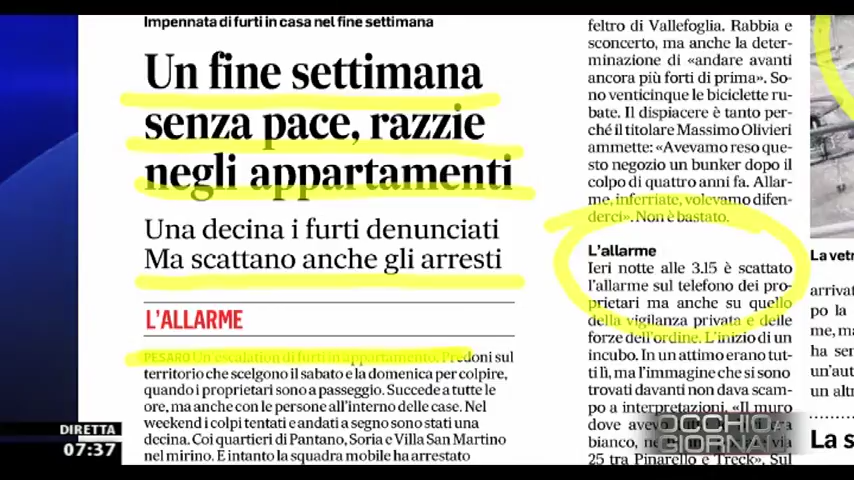 Impennata di furti in casa nel fine settimana
Un fine settimana
senza pace, razzie
negli appartamenti
Una decina i furti denunciati
Ma scattano anche gli arresti
L'ALLARME
PESARO Un'escalation di furti in appartamento. Predoni sul
territorio che scelgono il sabato e la domenica per colpire,
quando i proprietari sono a passeggio. Succede a tutte le
ore, ma anche con le persone all'interno delle case. Nel
weekend i colpi tentati e andati a segno sono stati una
decina. Coi quartieri di Pantano, Soria e Villa San Martino
nel mirino. E intanto la squadra mobile ha arrestato
feltro di Vallefoglia. Rabbia e
sconcerto, ma anche la deter-
minazione di «andare avanti
ancora più forti di prima». So-
no venticinque le biciclette ru-
bate. Il dispiacere è tanto per-
ché il titolare Massimo Olivieri
ammette: «Avevamo reso que-
sto negozio un bunker dopo il
colpo di quattro anni fa. Allar-
me, inferriate, volevamo difen-
derci». Non è bastato.
L'allarme
Ieri notte alle 3.15 è scattato
l'allarme sul telefono dei pro-
prietari ma anche su quello
della vigilanza privata e delle
forze dell'ordine. L'inizio di un
incubo. In un attimo erano tut-
ti lì, ma l'immagine che si sono
trovati davanti non dava scam-
po a interpretazioni. «Il muro
dove avevo
bianco, ne via
25 tra Pinarello e Treck». Sul
La vetr
arrivat
po la
me, ma
ha sen
un'aut
un altr
La s
DIRETTA
07:37
OCCHIO
GIORNALI